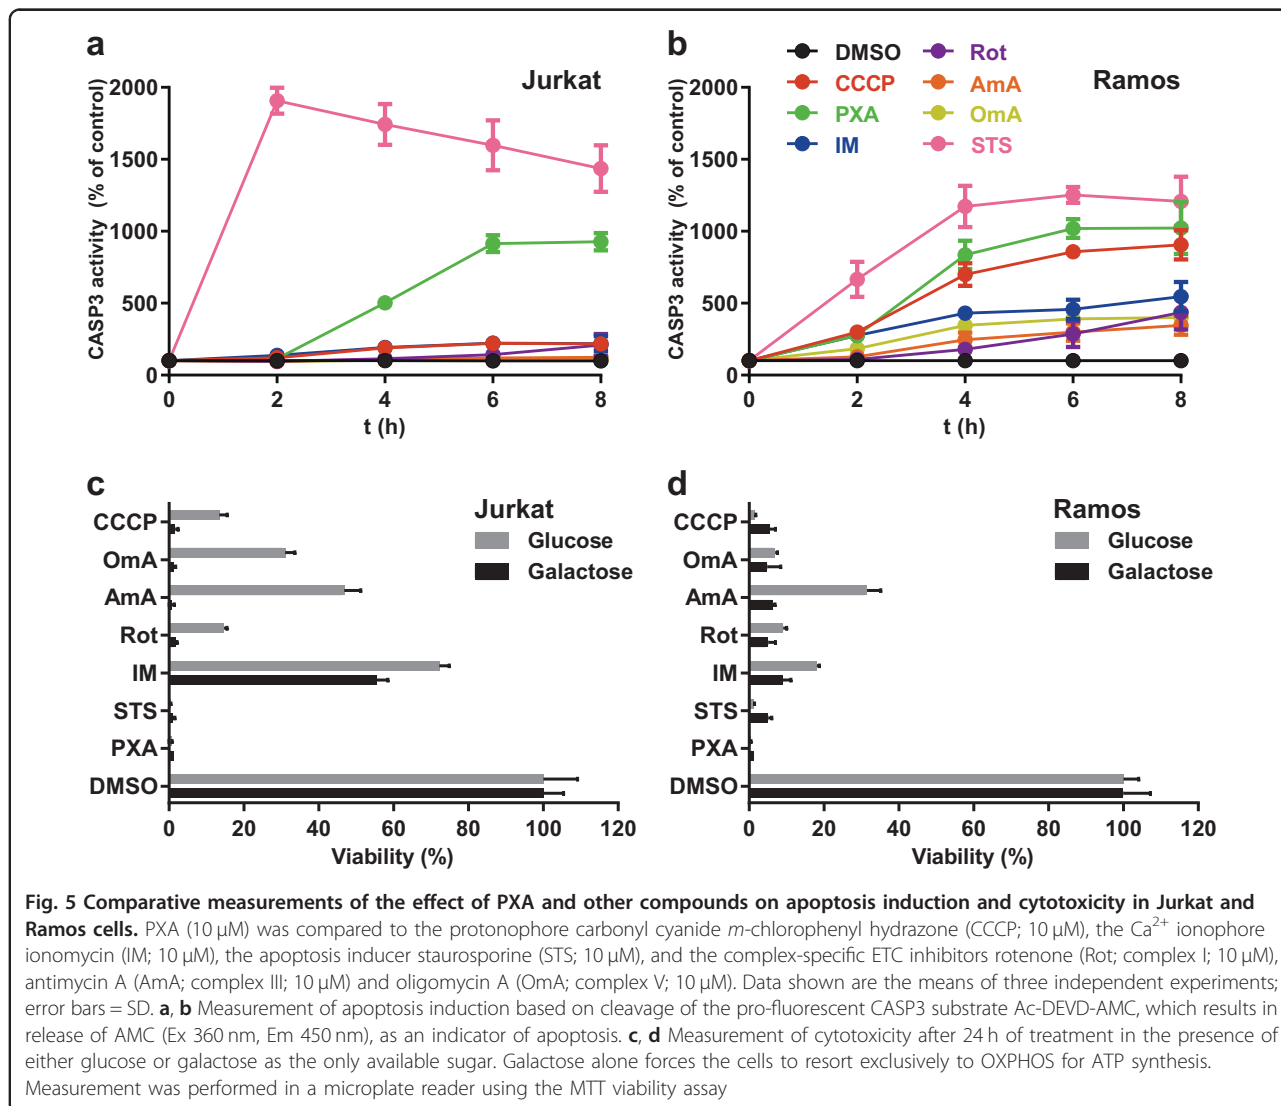 a
Jurkat
CASP3 activity (% of control)
2000
1500
1000
500
0
0 2 4 6 8
t (h)
b
DMSO Rot
CCCP AmA
PXA OmA
IM STS
Ramos
CASP3 activity (% of control)
2000
1500
1000
500
0
0 2 4 6 8
t (h)
c
Jurkat
Glucose
Galactose
CCCP
OmA
AmA
Rot
IM
STS
PXA
DMSO
0 20 40 60 80 100 120
Viability (%)
d
Ramos
Glucose
Galactose
CCCP
OmA
AmA
Rot
IM
STS
PXA
DMSO
0 20 40 60 80 100 120
Viability (%)
Fig. 5 Comparative measurements of the effect of PXA and other compounds on apoptosis induction and cytotoxicity in Jurkat and
Ramos cells. PXA (10 µM) was compared to the protonophore carbonyl cyanide m-chlorophenyl hydrazone (CCCP; 10 µM), the Ca²⁺ ionophore
ionomycin (IM; 10 µM), the apoptosis inducer staurosporine (STS; 10 µM), and the complex-specific ETC inhibitors rotenone (Rot; complex I; 10 µM),
antimycin A (AmA; complex III; 10 µM) and oligomycin A (OmA; complex V; 10 µM). Data shown are the means of three independent experiments;
error bars = SD. a, b Measurement of apoptosis induction based on cleavage of the pro-fluorescent CASP3 substrate Ac-DEVD-AMC, which results in
release of AMC (Ex 360 nm, Em 450 nm), as an indicator of apoptosis. c, d Measurement of cytotoxicity after 24 h of treatment in the presence of
either glucose or galactose as the only available sugar. Galactose alone forces the cells to resort exclusively to OXPHOS for ATP synthesis.
Measurement was performed in a microplate reader using the MTT viability assay